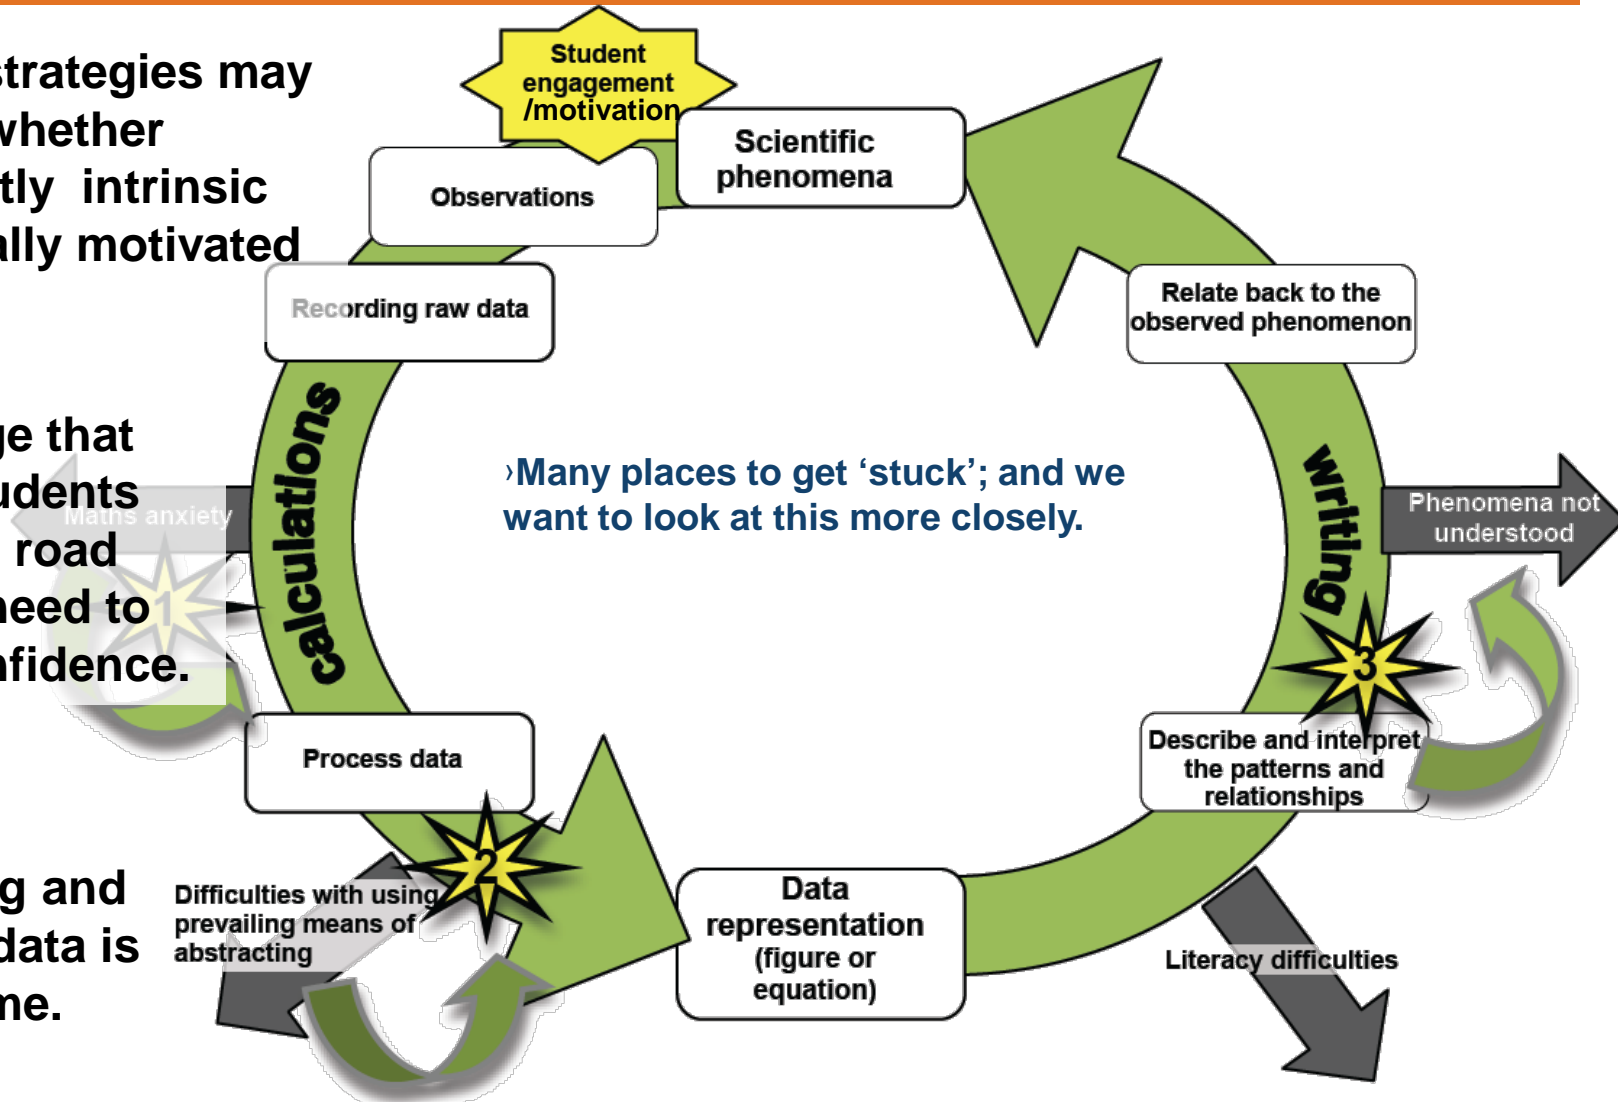 strategies may
whether
tly intrinsic
ally motivated
ge that
udents
road
need to
nfidence.
g and
data is
me.
Student
engagement
/motivation
Scientific
phenomena
Observations
Recording raw data
calculations
Maths anxiety
1
Process data
2
Difficulties with using
prevailing means of
abstracting
Data
representation
(figure or
equation)
›Many places to get ‘stuck’; and we
want to look at this more closely.
Literacy difficulties
Describe and interpret
the patterns and
relationships
3
writing
Phenomena not
understood
Relate back to the
observed phenomenon